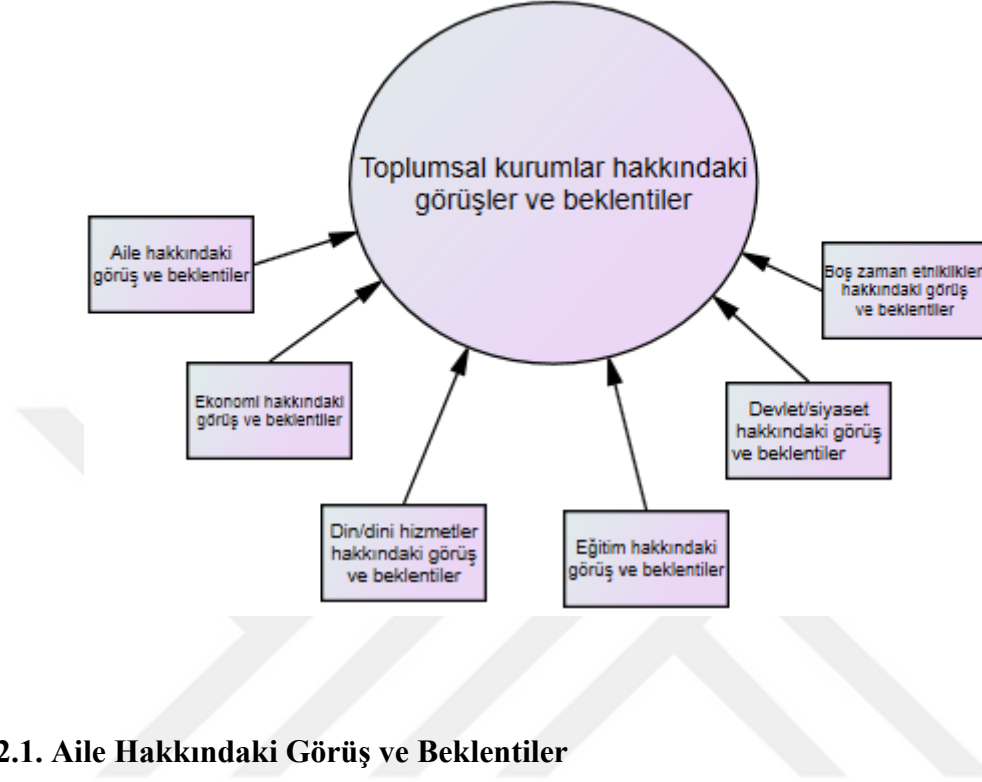 Toplumsal kurumlar hakkındaki
görüşler ve beklentiler
Aile hakkındaki
görüş ve beklentiler
Boş zaman etniklikler
hakkındaki görüş
ve beklentiler
Ekonomi hakkındaki
görüş ve beklentiler
Devlet/siyaset
hakkındaki görüş
ve beklentiler
Din/dini hizmetler
hakkındaki görüş
ve beklentiler
Eğitim hakkındaki
görüş ve beklentiler
2.1. Aile Hakkındaki Görüş ve Beklentiler